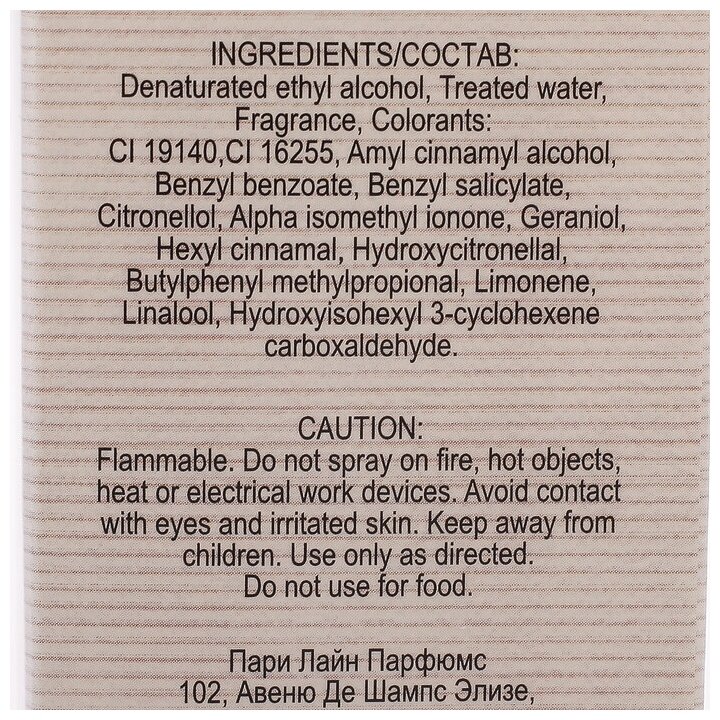 INGREDIENTS/СОСТАВ:
Denaturated ethyl alcohol, Treated water,
Fragrance, Colorants:
CI 19140,CI 16255, Amyl cinnamyl alcohol,
Benzyl benzoate, Benzyl salicylate,
Citronellol, Alpha isomethyl ionone, Geraniol,
Hexyl cinnamal, Hydroxycitronellal,
Butylphenyl methylpropional, Limonene,
Linalool, Hydroxyisohexyl 3-cyclohexene
carboxaldehyde.
CAUTION:
Flammable. Do not spray on fire, hot objects,
heat or electrical work devices. Avoid contact
with eyes and irritated skin. Keep away from
children. Use only as directed.
Do not use for food.
Пари Лайн Парфюмс
102, Авеню Де Шампс Элизе,